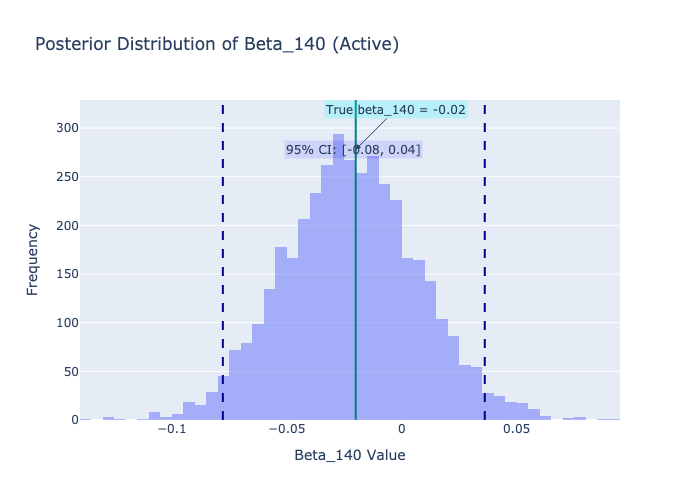 Posterior Distribution of Beta_140 (Active)
True beta_140 = -0.02
95% CI: [-0.08, 0.04]
300
250
200
150
100
50
0
Frequency
−0.1
−0.05
0
0.05
Beta_140 Value